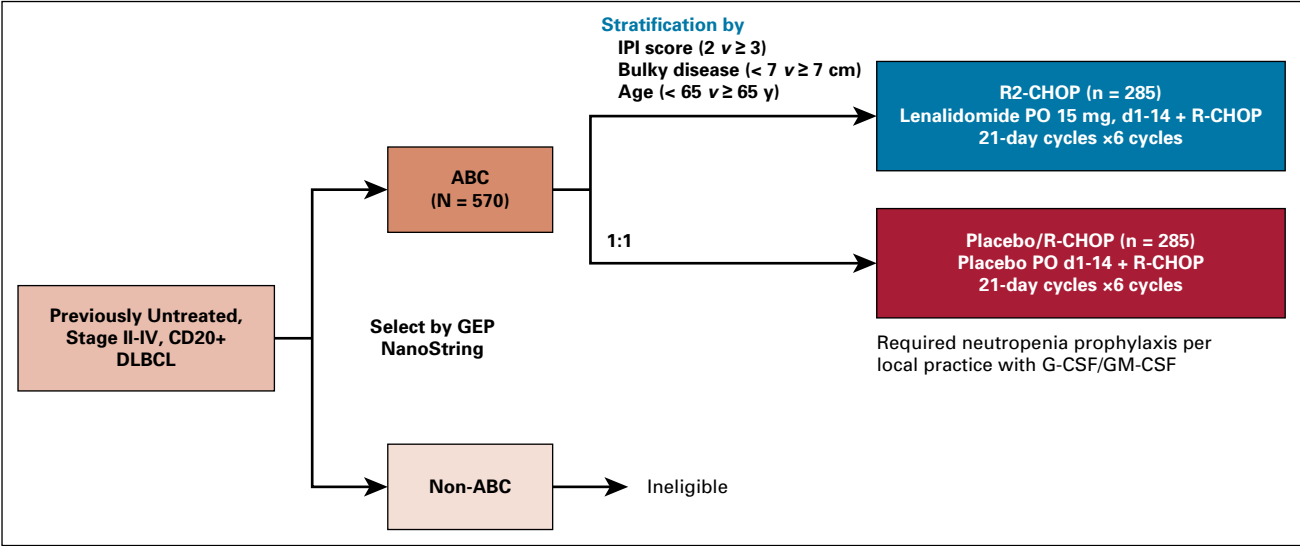 Stratification by
IPI score (2 v ≥ 3)
Bulky disease (< 7 v ≥ 7 cm)
Age (< 65 v ≥ 65 y)
R2-CHOP (n = 285)
Lenalidomide PO 15 mg, d1-14 + R-CHOP
21-day cycles ×6 cycles
ABC
(N = 570)
1:1
Placebo/R-CHOP (n = 285)
Placebo PO d1-14 + R-CHOP
21-day cycles ×6 cycles
Previously Untreated,
Stage II-IV, CD20+
DLBCL
Select by GEP
NanoString
Required neutropenia prophylaxis per
local practice with G-CSF/GM-CSF
Non-ABC
Ineligible